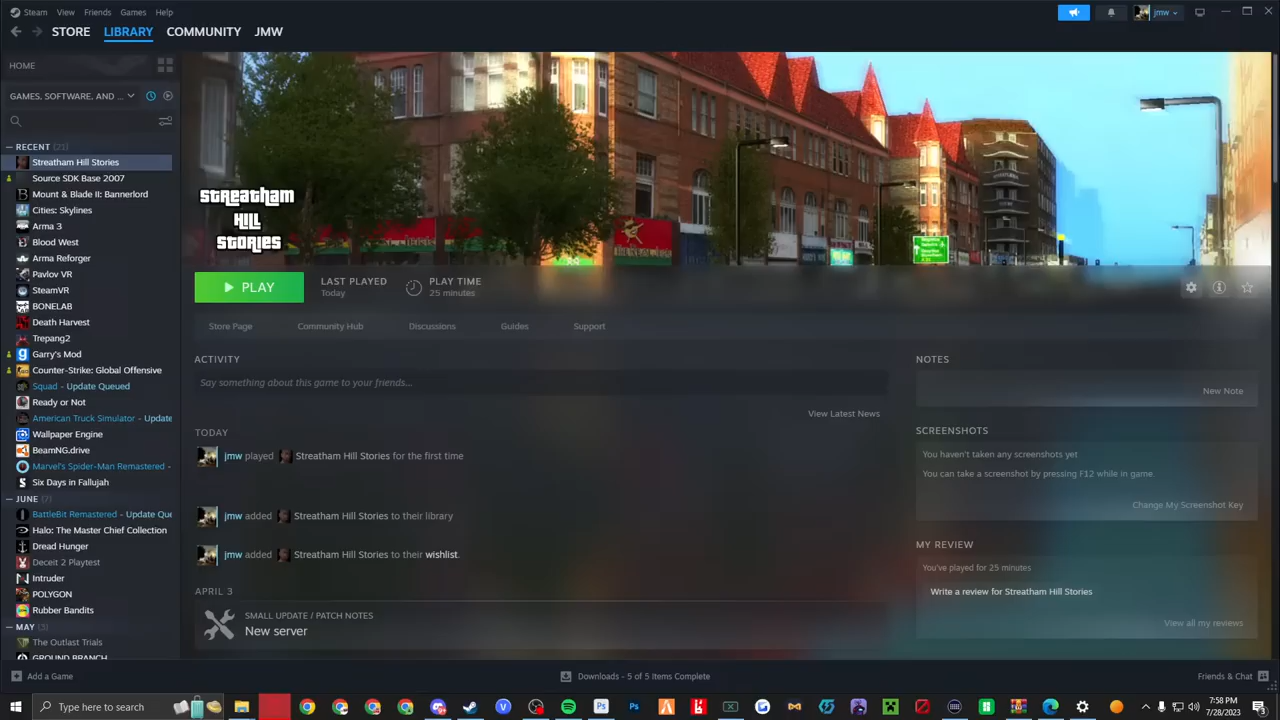 Steam View Friends Games Help
jmw
STORE LIBRARY COMMUNITY JMW
HOME
GAMES, SOFTWARE, AND ...
RECENT (21)
Streatham Hill Stories
Source SDK Base 2007
Mount & Blade II: Bannerlord
Cities: Skylines
Arma 3
Blood West
Arma Reforger
Pavlov VR
SteamVR
BONELAB
Death Harvest
Trepang2
Garry's Mod
Counter-Strike: Global Offensive
Squad - Update Queued
Ready or Not
American Truck Simulator - Update
Wallpaper Engine
BeamNG.drive
Marvel's Spider-Man Remastered -
Six Days in Fallujah
JUNE (7)
BattleBit Remastered - Update Que
Halo: The Master Chief Collection
Dread Hunger
Deceit 2 Playtest
Intruder
POLYGON
Rubber Bandits
MAY (3)
The Outlast Trials
GROUND BRANCH
STREATHAM
HILL
STORIES
PLAY
LAST PLAYED
Today
PLAY TIME
25 minutes
Store Page Community Hub Discussions Guides Support
ACTIVITY
Say something about this game to your friends...
View Latest News
TODAY
jmw played Streatham Hill Stories for the first time
jmw added Streatham Hill Stories to their library
jmw added Streatham Hill Stories to their wishlist.
APRIL 3
SMALL UPDATE / PATCH NOTES
New server
NOTES
New Note
SCREENSHOTS
You haven't taken any screenshots yet
You can take a screenshot by pressing F12 while in game.
Change My Screenshot Key
MY REVIEW
You've played for 25 minutes
Write a review for Streatham Hill Stories
View all my reviews
Add a Game
Downloads - 5 of 5 Items Complete
Friends & Chat
Type here to search
7:58 PM
7/28/2023